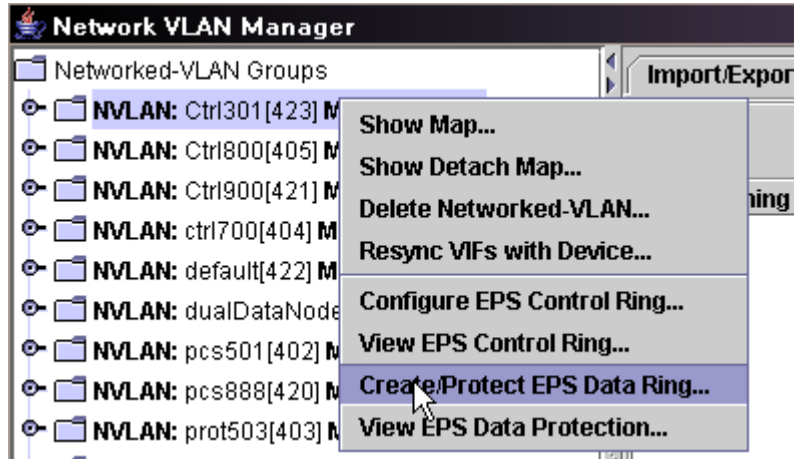 Network VLAN Manager
Networked-VLAN Groups
Import/Expor
NVLAN: Ctrl301[423] M
NVLAN: Ctrl800[405] M
NVLAN: Ctrl900[421] M
NVLAN: ctrl700[404] M
NVLAN: default[422] M
NVLAN: dualDataNode
NVLAN: pcs501[402] M
NVLAN: pcs888[420] M
NVLAN: prot503[403] M
Show Map...
Show Detach Map...
Delete Networked-VLAN...
Resync VIFs with Device...
Configure EPS Control Ring...
View EPS Control Ring...
Create/Protect EPS Data Ring...
View EPS Data Protection...
ning